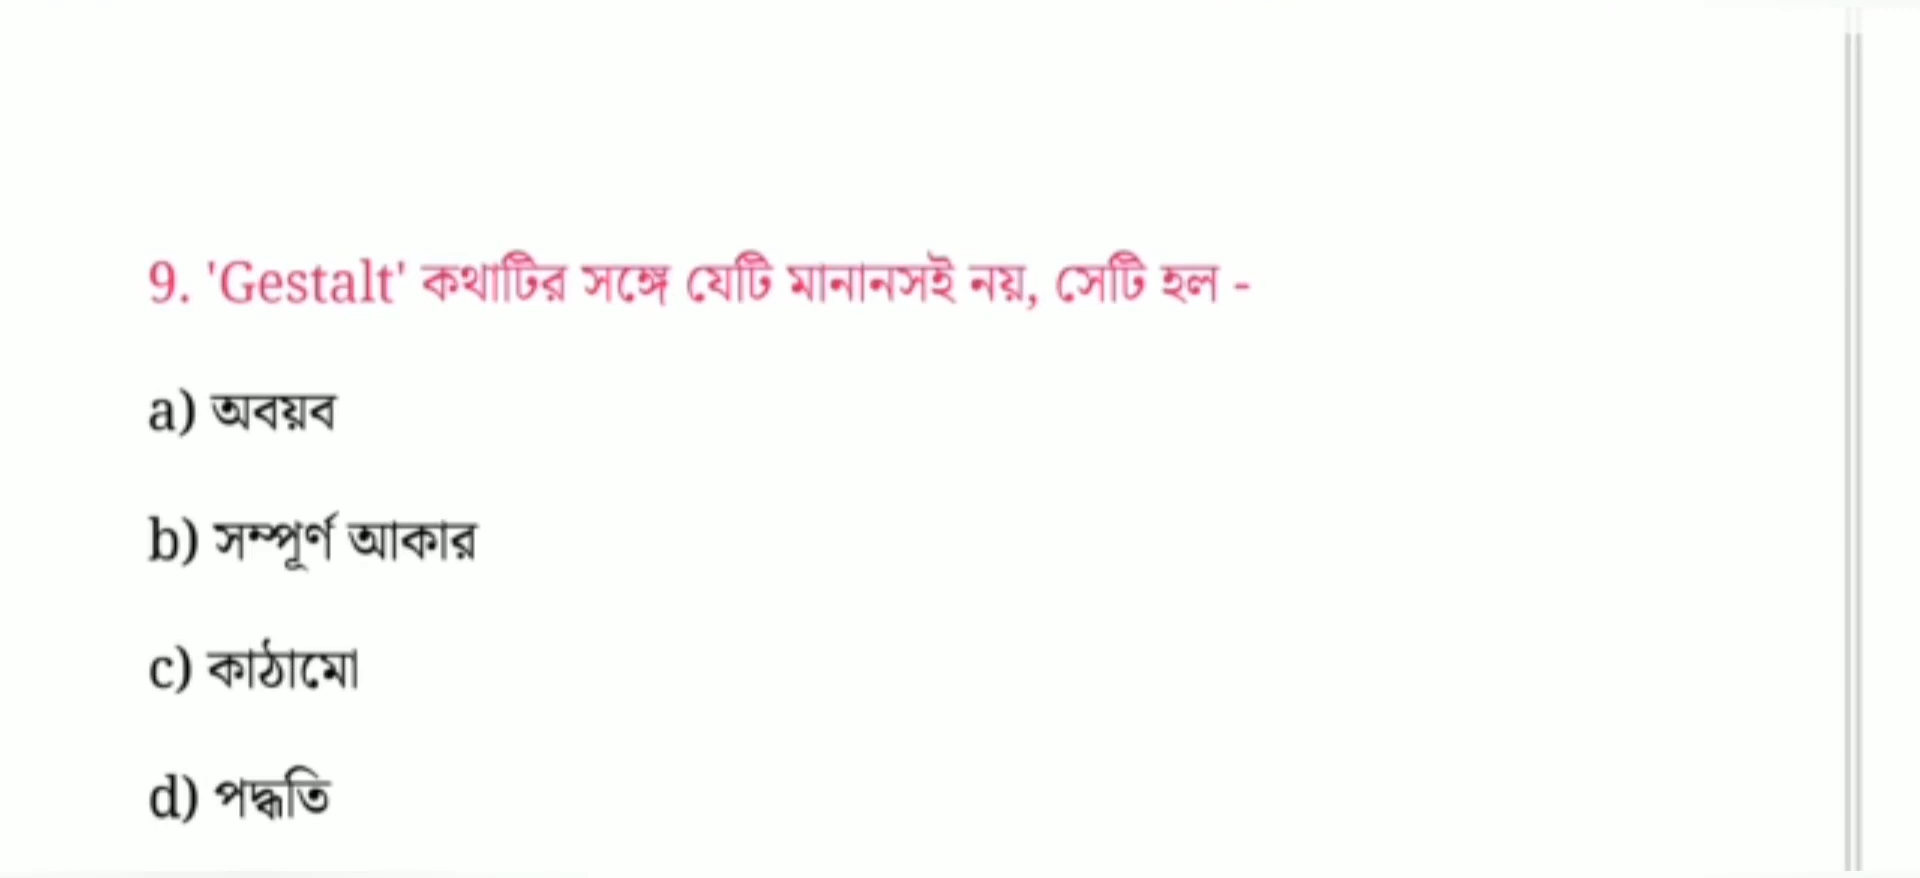 9. 'Gestalt' কথাটির সঙ্গে যেটি মানানসই নয়, সেটি হল -
a) অবয়ব
b) সম্পূর্ণ আকার
c) কাঠামো
d) পদ্ধতি